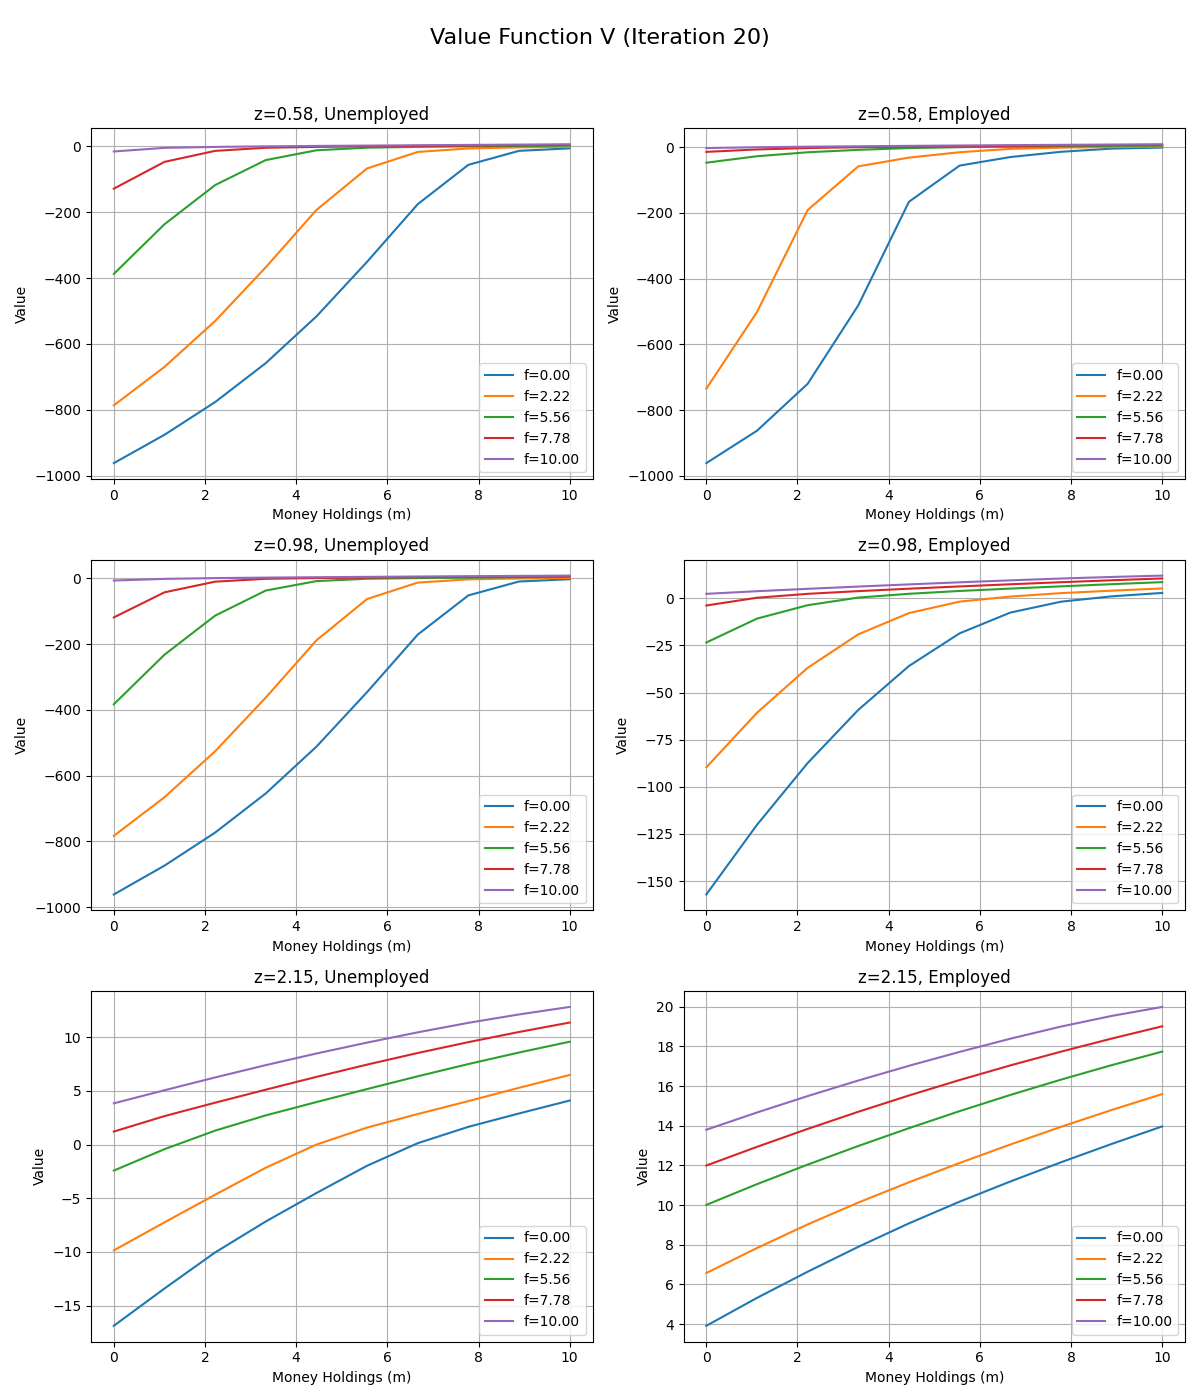 Value Function V (Iteration 20)
z=0.58, Unemployed
0
−200
−400
−600
−800
−1000
Value
0 2 4 6 8 10
Money Holdings (m)
f=0.00
f=2.22
f=5.56
f=7.78
f=10.00
z=0.58, Employed
0
−200
−400
−600
−800
−1000
Value
0 2 4 6 8 10
Money Holdings (m)
f=0.00
f=2.22
f=5.56
f=7.78
f=10.00
z=0.98, Unemployed
0
−200
−400
−600
−800
−1000
Value
0 2 4 6 8 10
Money Holdings (m)
f=0.00
f=2.22
f=5.56
f=7.78
f=10.00
z=0.98, Employed
0
−25
−50
−75
−100
−125
−150
Value
0 2 4 6 8 10
Money Holdings (m)
f=0.00
f=2.22
f=5.56
f=7.78
f=10.00
z=2.15, Unemployed
10
5
0
−5
−10
−15
Value
0 2 4 6 8 10
Money Holdings (m)
f=0.00
f=2.22
f=5.56
f=7.78
f=10.00
z=2.15, Employed
20
18
16
14
12
10
8
6
4
Value
0 2 4 6 8 10
Money Holdings (m)
f=0.00
f=2.22
f=5.56
f=7.78
f=10.00